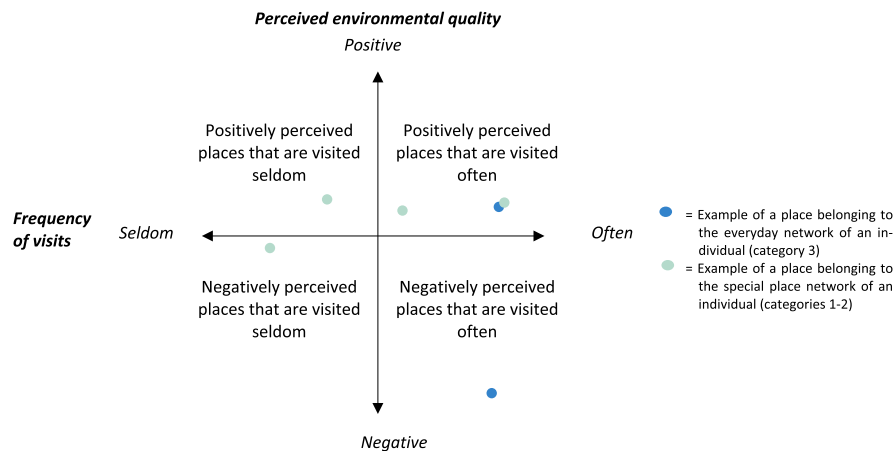 Perceived environmental quality
Positive
Positively perceived
places that are visited
seldom
Positively perceived
places that are visited
often
Frequency
of visits
Seldom
Often
Negatively perceived
places that are visited
seldom
Negatively perceived
places that are visited
often
Negative
= Example of a place belonging to
the everyday network of an in-
dividual (category 3)
= Example of a place belonging to
the special place network of an
individual (categories 1-2)